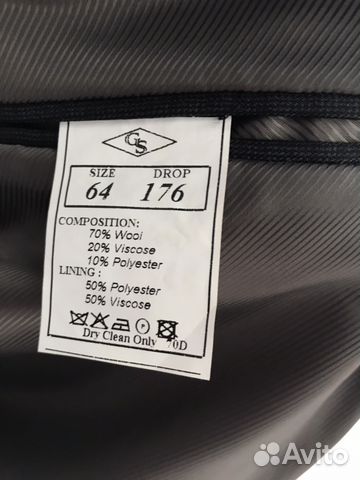 GS
SIZE DROP
64 176
COMPOSITION:
70% Wool
20% Viscose
10% Polyester
LINING :
50% Polyester
50% Viscose
P
Dry Clean Only 70D
Avito